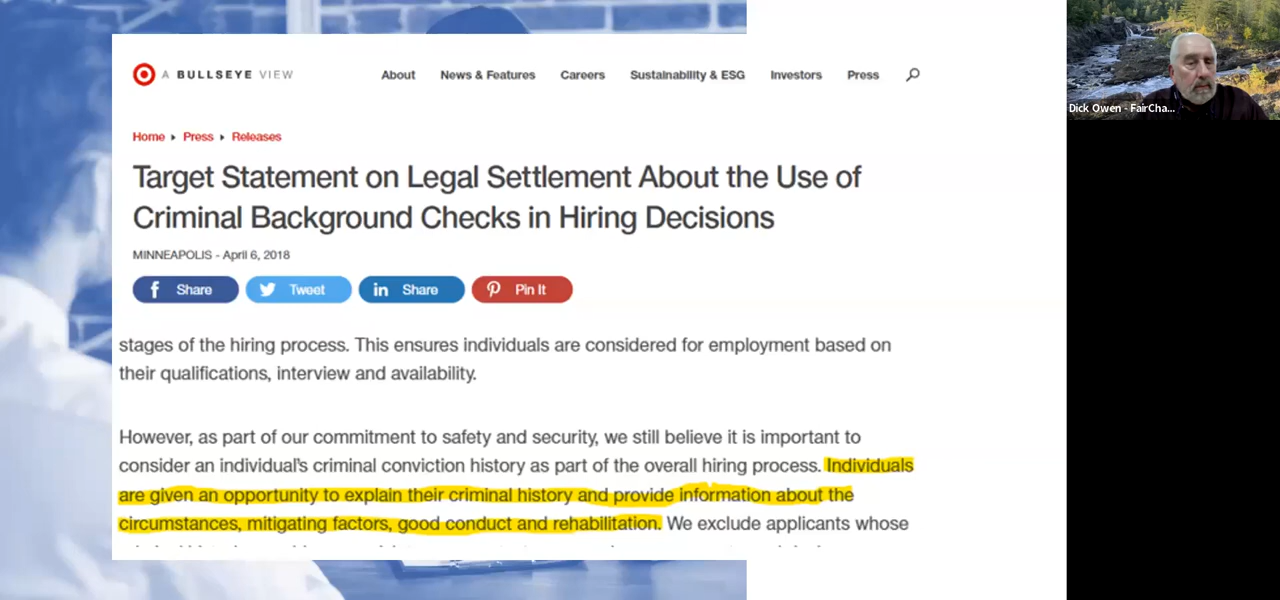 A BULLSEYE VIEW
About
News & Features
Careers
Sustainability & ESG
Investors
Press
Home ▸ Press ▸ Releases
Target Statement on Legal Settlement About the Use of
Criminal Background Checks in Hiring Decisions
MINNEAPOLIS - April 6, 2018
Share
Tweet
Share
Pin It
stages of the hiring process. This ensures individuals are considered for employment based on
their qualifications, interview and availability.
However, as part of our commitment to safety and security, we still believe it is important to
consider an individual's criminal conviction history as part of the overall hiring process. Individuals
are given an opportunity to explain their criminal history and provide information about the
circumstances, mitigating factors, good conduct and rehabilitation. We exclude applicants whose
Dick Owen - FairCha...